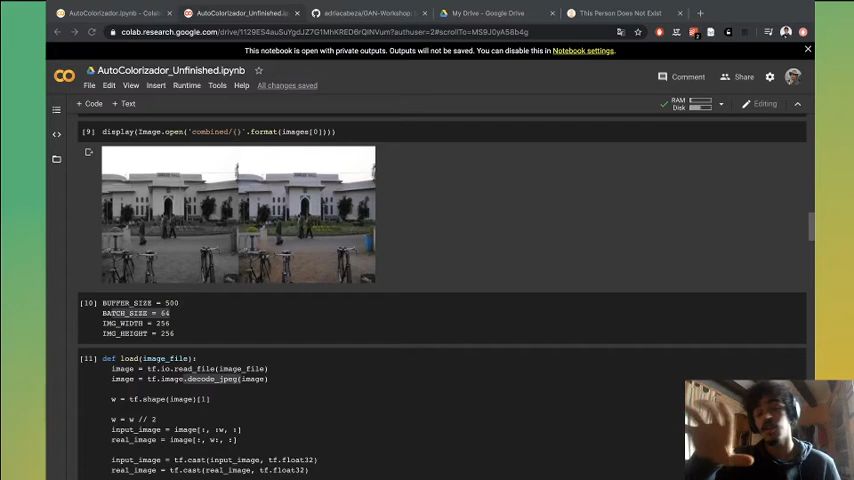 AutoColorizador.ipynb - Colab
AutoColorizador_Unfinished.ip
adriacabeza/GAN-Workshop:
My Drive - Google Drive
This Person Does Not Exist
colab.research.google.com/drive/
This notebook is open with private outputs. Outputs will not be saved. You can disable this in Notebook settings.
AutoColorizador_Unfinished.ipynb
Comment
Share
File Edit View Insert Runtime Tools Help All changes saved
+ Code + Text
RAM
Disk
Editing
[9] display(Image.open('combined/{}'.format(images[0])))
[10] BUFFER_SIZE = 500
BATCH_SIZE = 64
IMG_WIDTH = 256
IMG_HEIGHT = 256
[11] def load(image_file):
image = tf.io.read_file(image_file)
image = tf.image.decode_jpeg(image)
w = tf.shape(image)[1]
w = w // 2
input_image = image[:, :w, :]
real_image = image[:, w:, :]
input_image = tf.cast(input_image, tf.float32)
real_image = tf.cast(real_image, tf.float32)